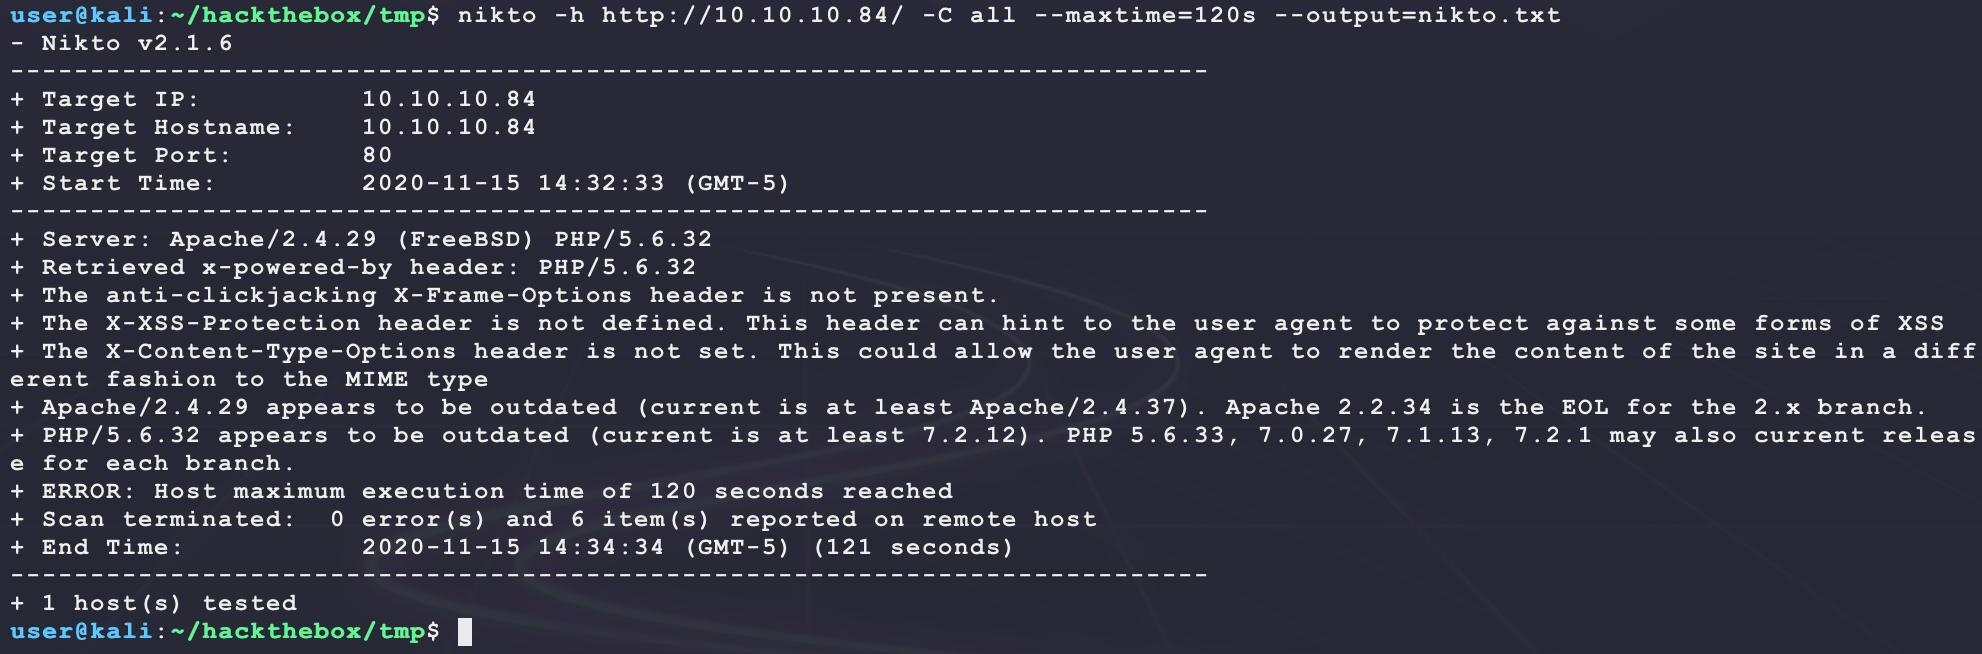 user@kali:~/hackthebox/tmp$ nikto -h http://10.10.10.84/ -C all --maxtime=120s --output=nikto.txt
- Nikto v2.1.6
---------------------------------------------------------------------------
+ Target IP:          10.10.10.84
+ Target Hostname:    10.10.10.84
+ Target Port:        80
+ Start Time:         2020-11-15 14:32:33 (GMT-5)
---------------------------------------------------------------------------
+ Server: Apache/2.4.29 (FreeBSD) PHP/5.6.32
+ Retrieved x-powered-by header: PHP/5.6.32
+ The anti-clickjacking X-Frame-Options header is not present.
+ The X-XSS-Protection header is not defined. This header can hint to the user agent to protect against some forms of XSS
+ The X-Content-Type-Options header is not set. This could allow the user agent to render the content of the site in a diff
erent fashion to the MIME type
+ Apache/2.4.29 appears to be outdated (current is at least Apache/2.4.37). Apache 2.2.34 is the EOL for the 2.x branch.
+ PHP/5.6.32 appears to be outdated (current is at least 7.2.12). PHP 5.6.33, 7.0.27, 7.1.13, 7.2.1 may also current releas
e for each branch.
+ ERROR: Host maximum execution time of 120 seconds reached
+ Scan terminated:  0 error(s) and 6 item(s) reported on remote host
+ End Time:           2020-11-15 14:34:34 (GMT-5) (121 seconds)
---------------------------------------------------------------------------
+ 1 host(s) tested
user@kali:~/hackthebox/tmp$